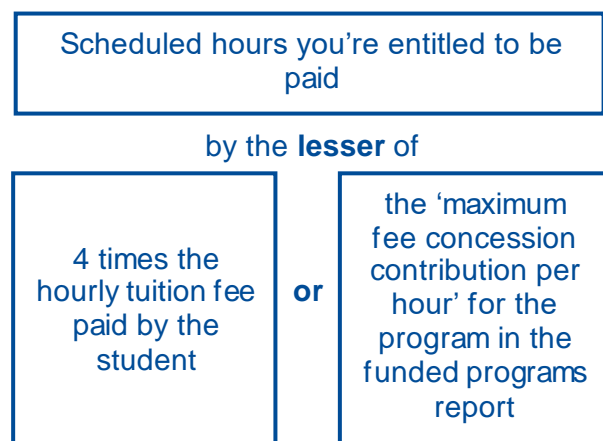 Scheduled hours you’re entitled to be
paid
by the lesser of
4 times the
hourly tuition fee
paid by the
student
or
the ‘maximum
fee concession
contribution per
hour’ for the
program in the
funded programs
report